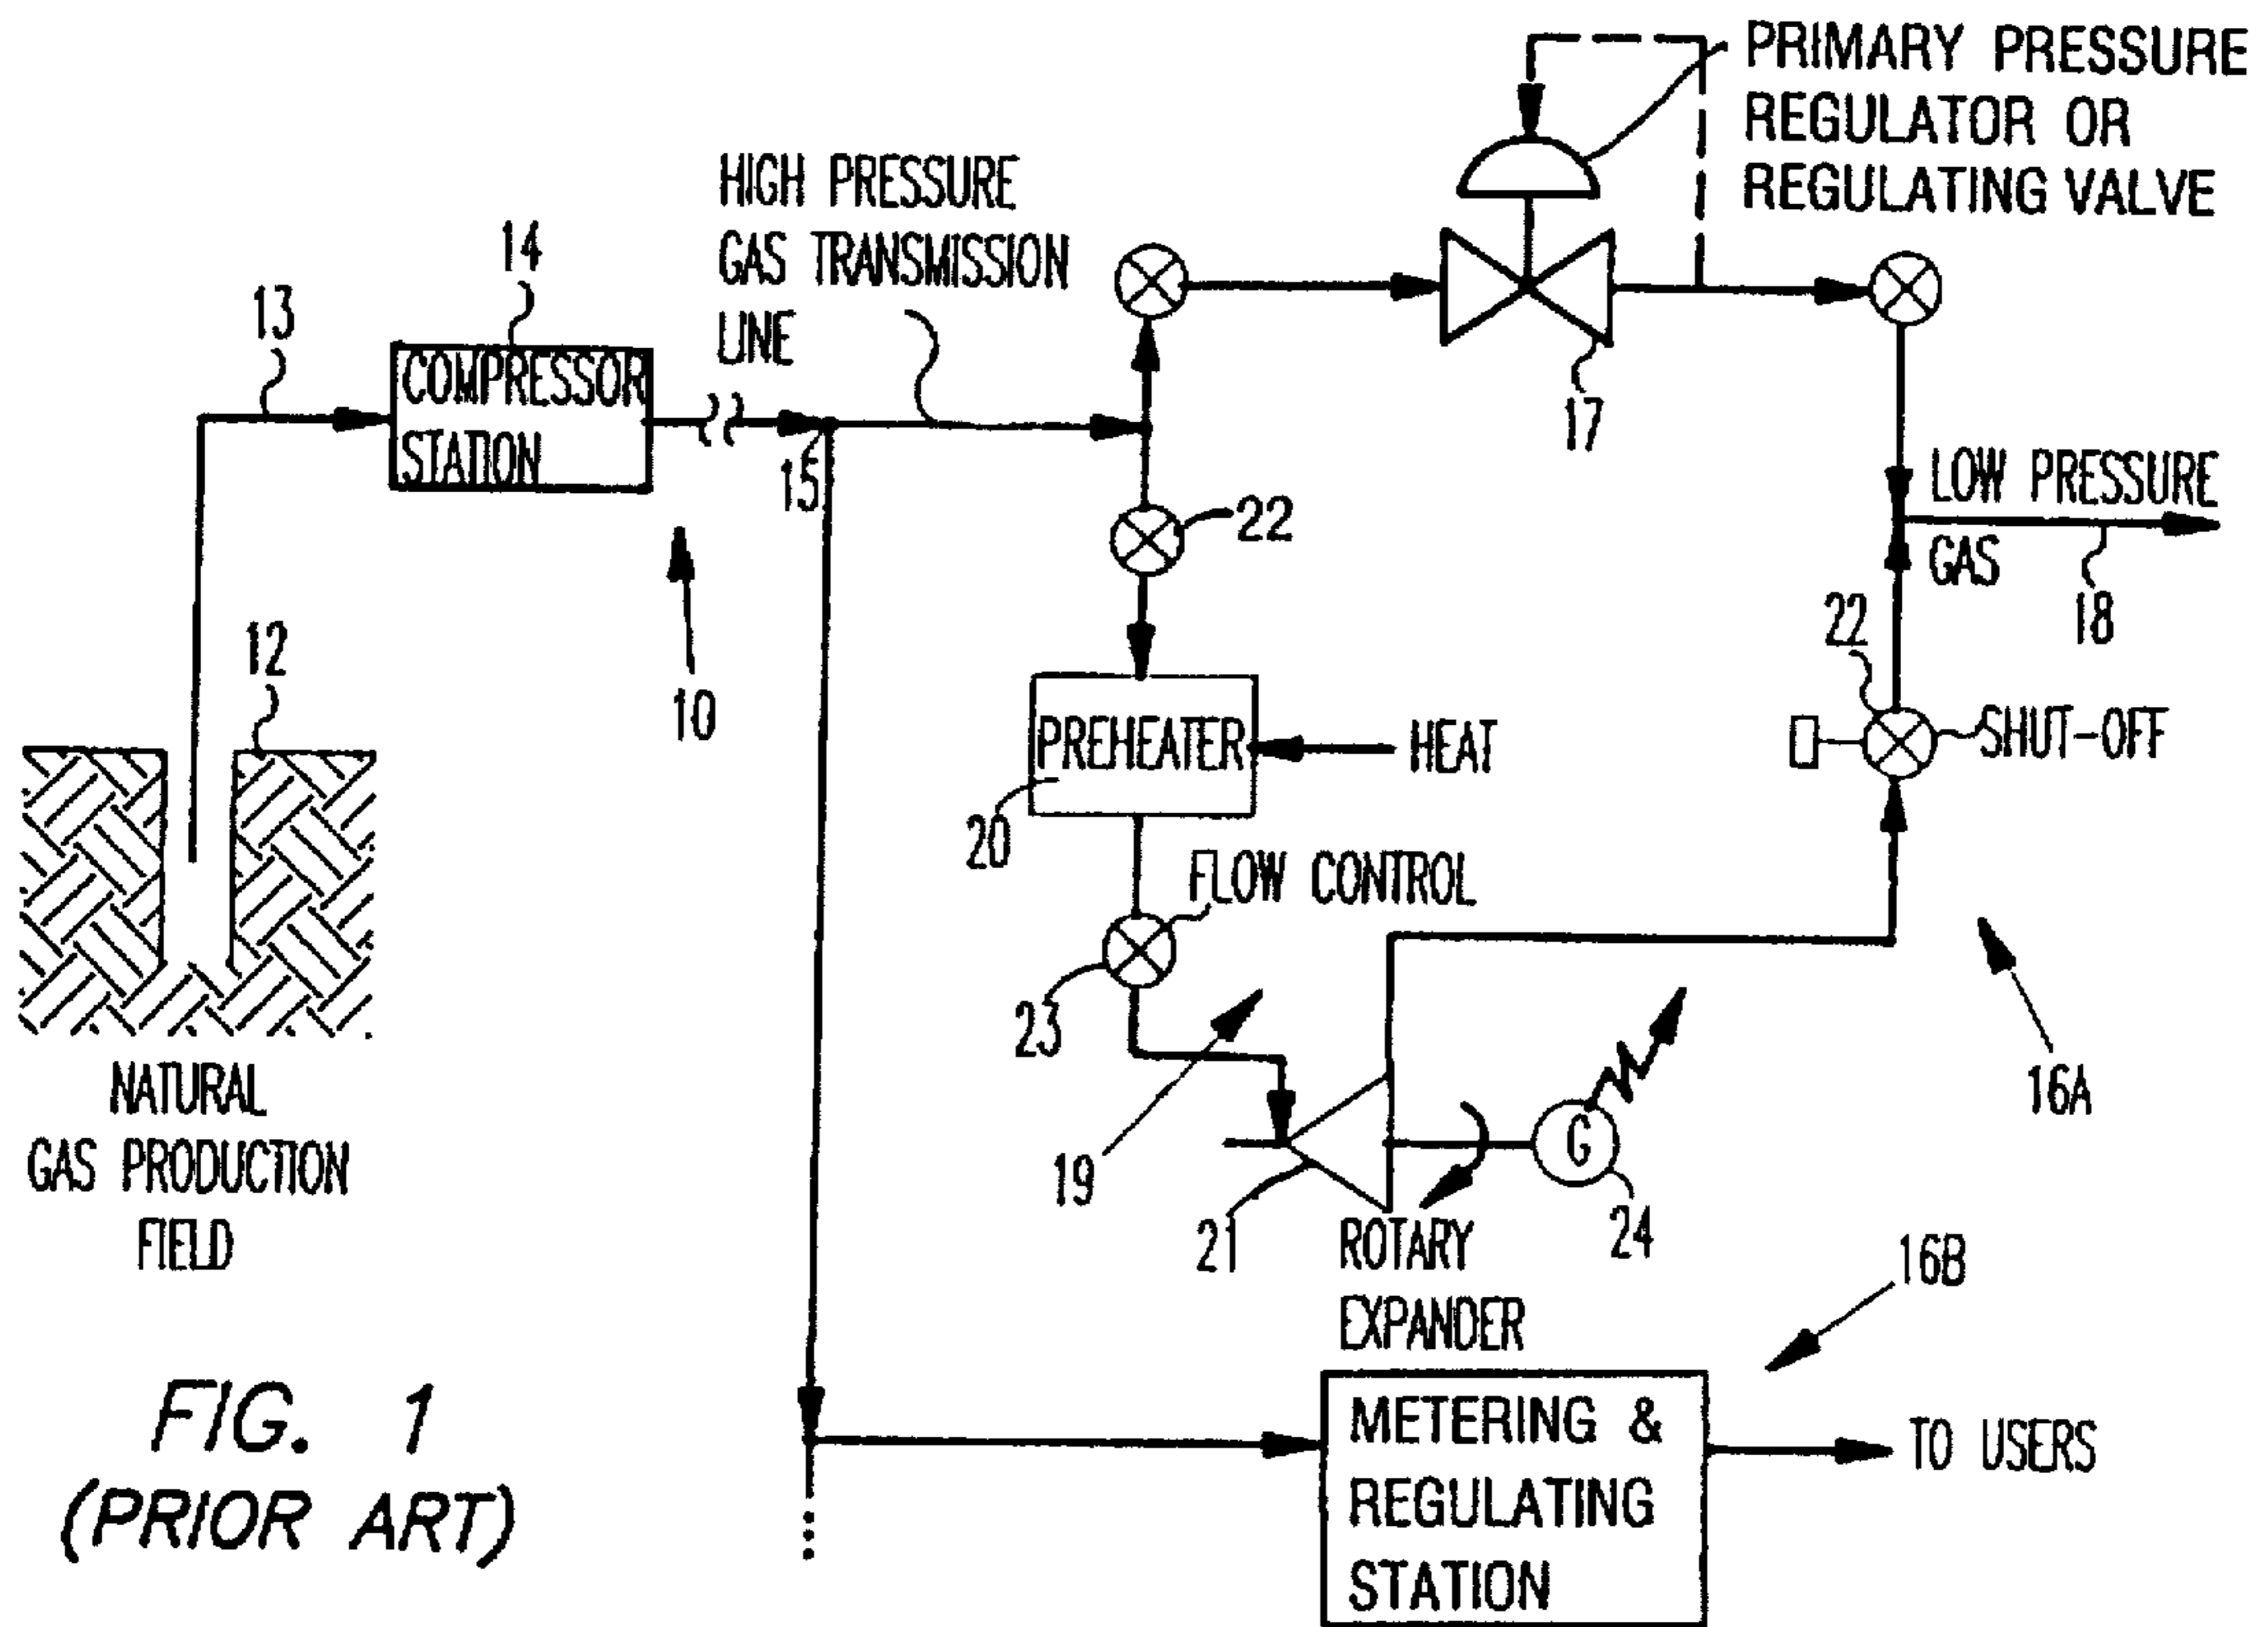 PRIMARY PRESSURE
REGULATOR OR
REGULATING VALVE
HIGH PRESSURE
GAS TRANSMISSION
LINE
14
13
COMPRESSOR
STATION
15
17
22
LOW PRESSURE
GAS
18
12
10
22
SHUT-OFF
PREHEATER
HEAT
20
FLOW CONTROL
23
19
16A
G
21
24
ROTARY
EXPANDER
NATURAL
GAS PRODUCTION
FIELD
16B
METERING &
REGULATING
STATION
TO USERS
FIG. 1
(PRIOR ART)